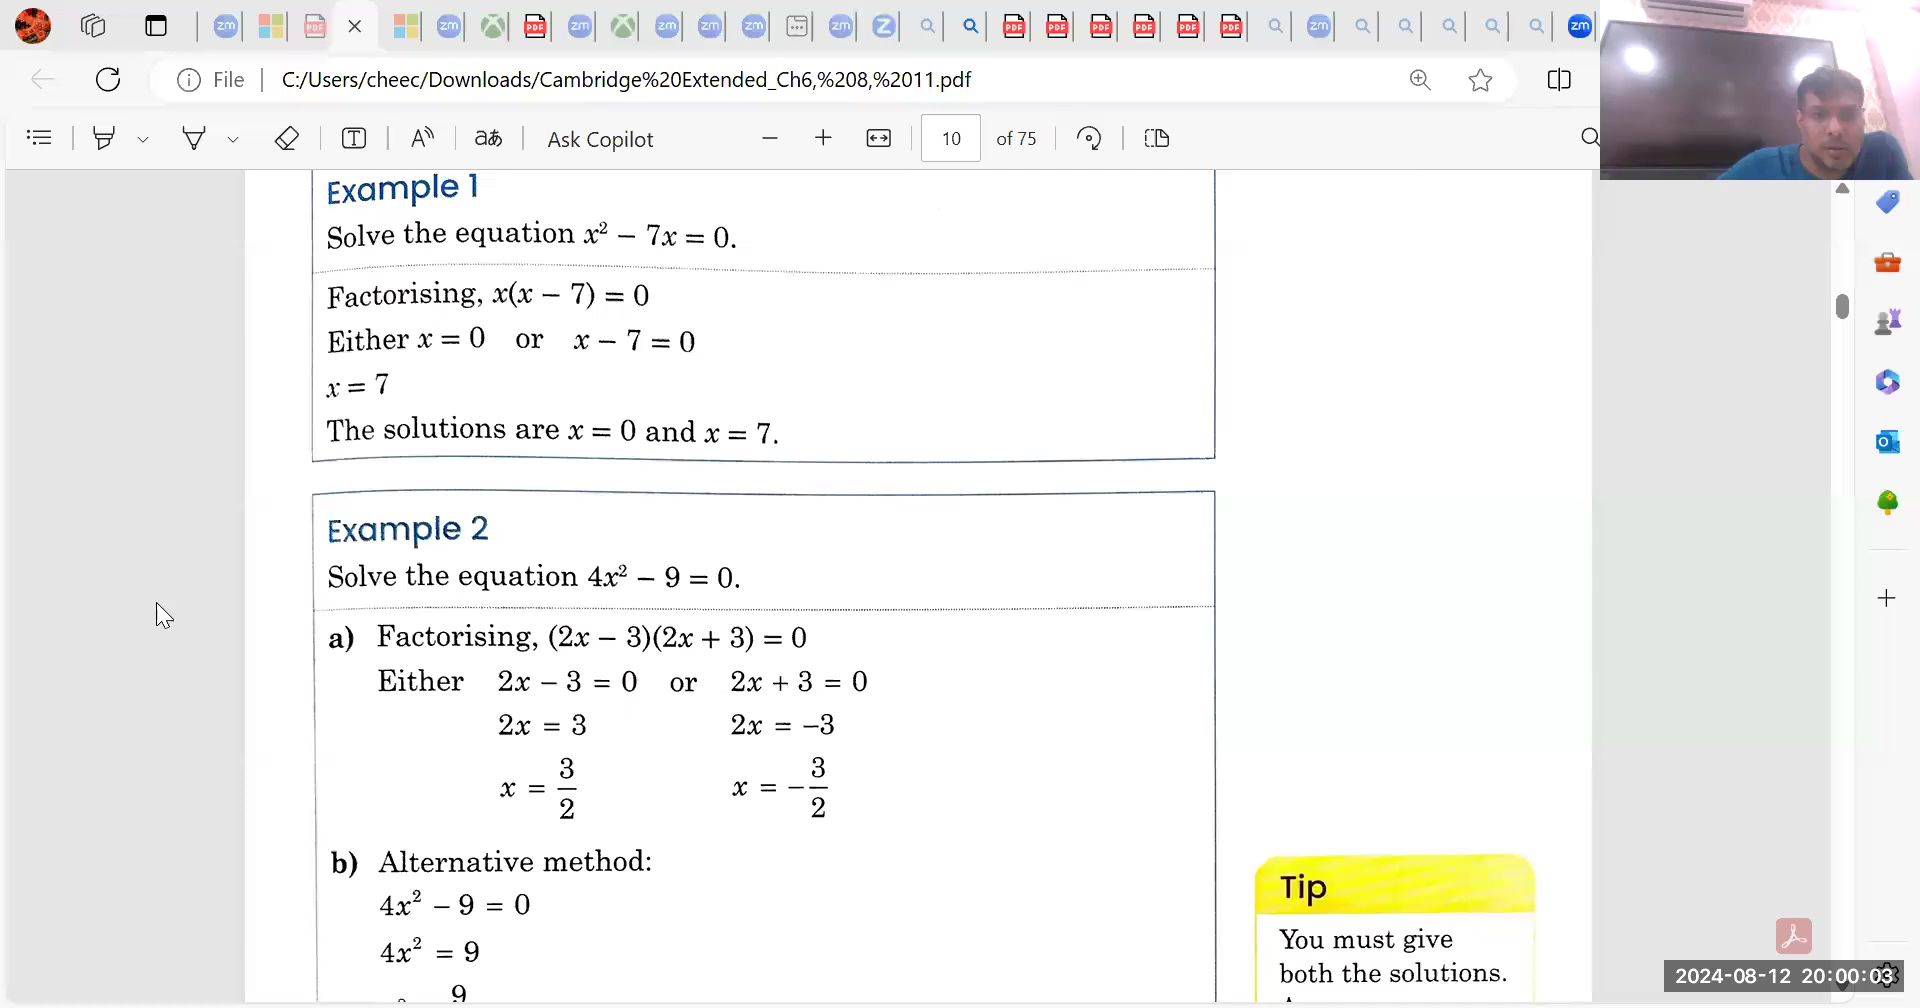 File
C:/Users/cheec/Downloads/Cambridge%20Extended_Ch6,%208,%2011.pdf
Ask Copilot
10 of 75
Example 1
Solve the equation x² − 7x = 0.
Factorising, x(x − 7) = 0
Either x = 0 or x − 7 = 0
x = 7
The solutions are x = 0 and x = 7.
Example 2
Solve the equation 4x² − 9 = 0.
a) Factorising, (2x − 3)(2x + 3) = 0
Either 2x − 3 = 0 or 2x + 3 = 0
2x = 3 2x = −3
x = 3/2 x = −3/2
b) Alternative method:
4x² − 9 = 0
4x² = 9
9
Tip
You must give
both the solutions.
2024-08-12 20:00:03